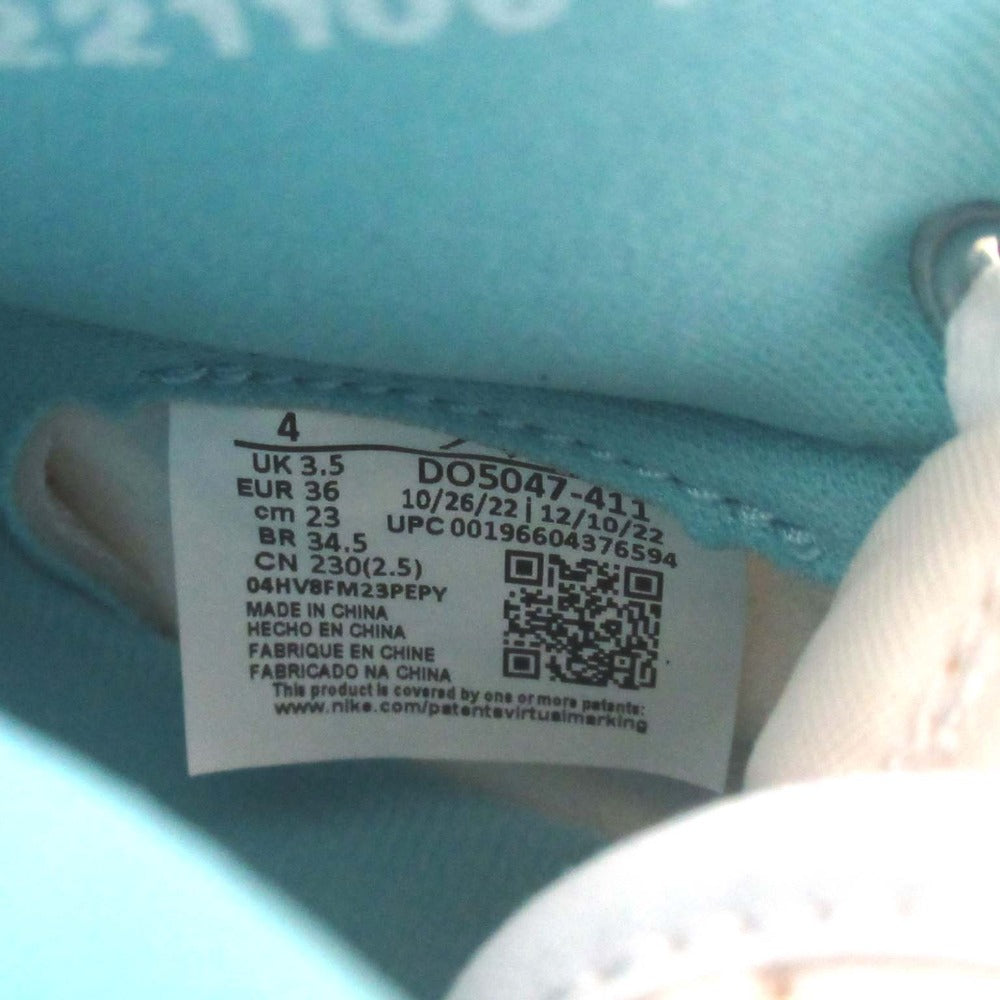 221106
4
UK 3.5
EUR 36
cm 23
BR 34.5
CN 230(2.5)
DO5047-411
10/26/22 | 12/10/22
UPC 00196604376594
04HV8FM23PEPY
MADE IN CHINA
HECHO EN CHINA
FABRIQUE EN CHINE
FABRICADO NA CHINA
This product is covered by one or more patents:
www.nike.com/patentsvirtualmarking